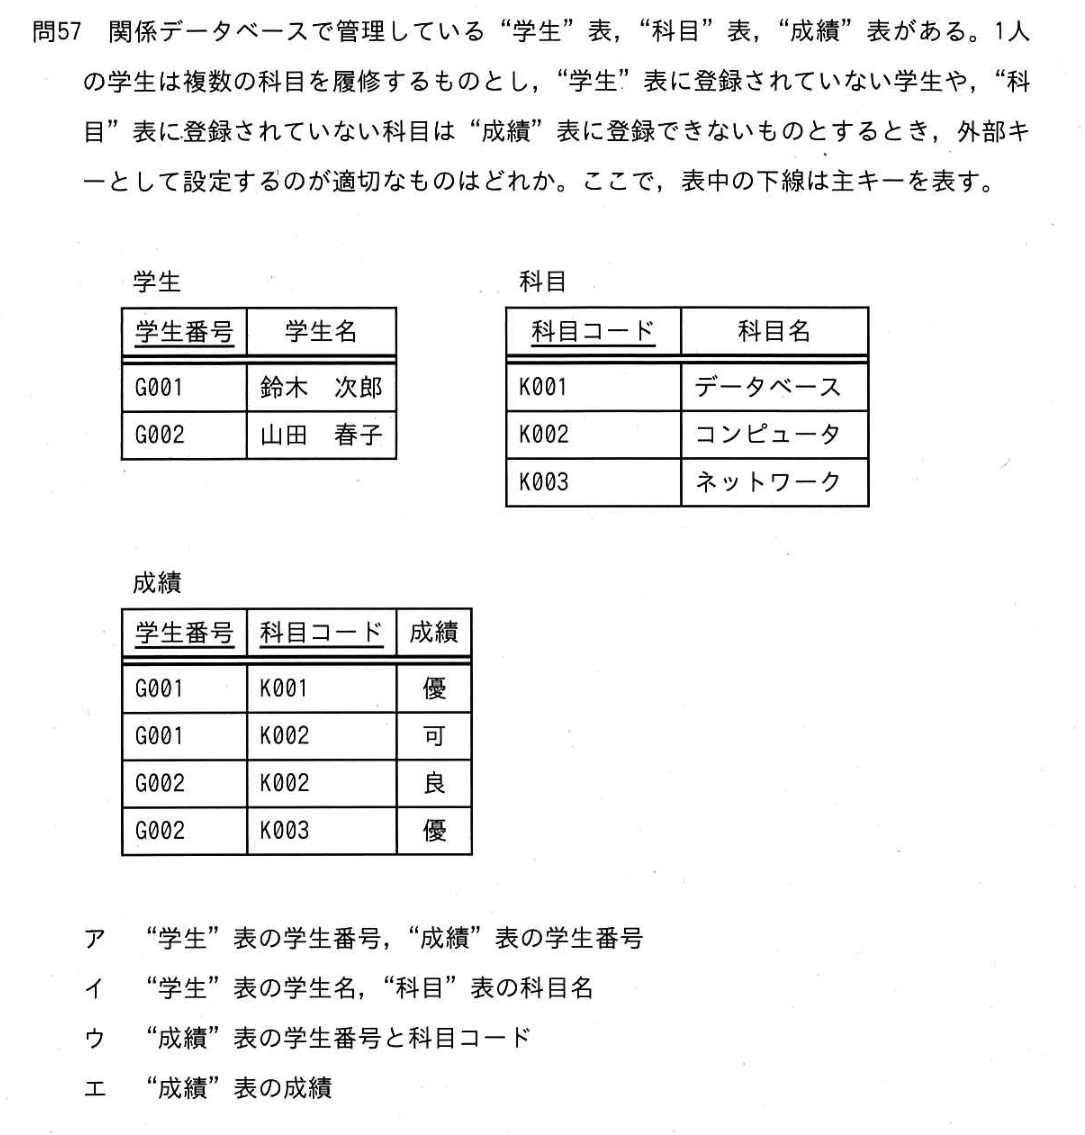 問57 関係データベースで管理している“学生”表，“科目”表，“成績”表がある。1人
の学生は複数の科目を履修するものとし，“学生”表に登録されていない学生や，“科
目”表に登録されていない科目は“成績”表に登録できないものとするとき，外部キ
ーとして設定するのが適切なものはどれか。ここで，表中の下線は主キーを表す。
学生
学生番号 学生名
G001 鈴木 次郎
G002 山田 春子
科目
科目コード 科目名
K001 データベース
K002 コンピュータ
K003 ネットワーク
成績
学生番号 科目コード 成績
G001 K001 優
G001 K002 可
G002 K002 良
G002 K003 優
ア “学生”表の学生番号，“成績”表の学生番号
イ “学生”表の学生名，“科目”表の科目名
ウ “成績”表の学生番号と科目コード
エ “成績”表の成績